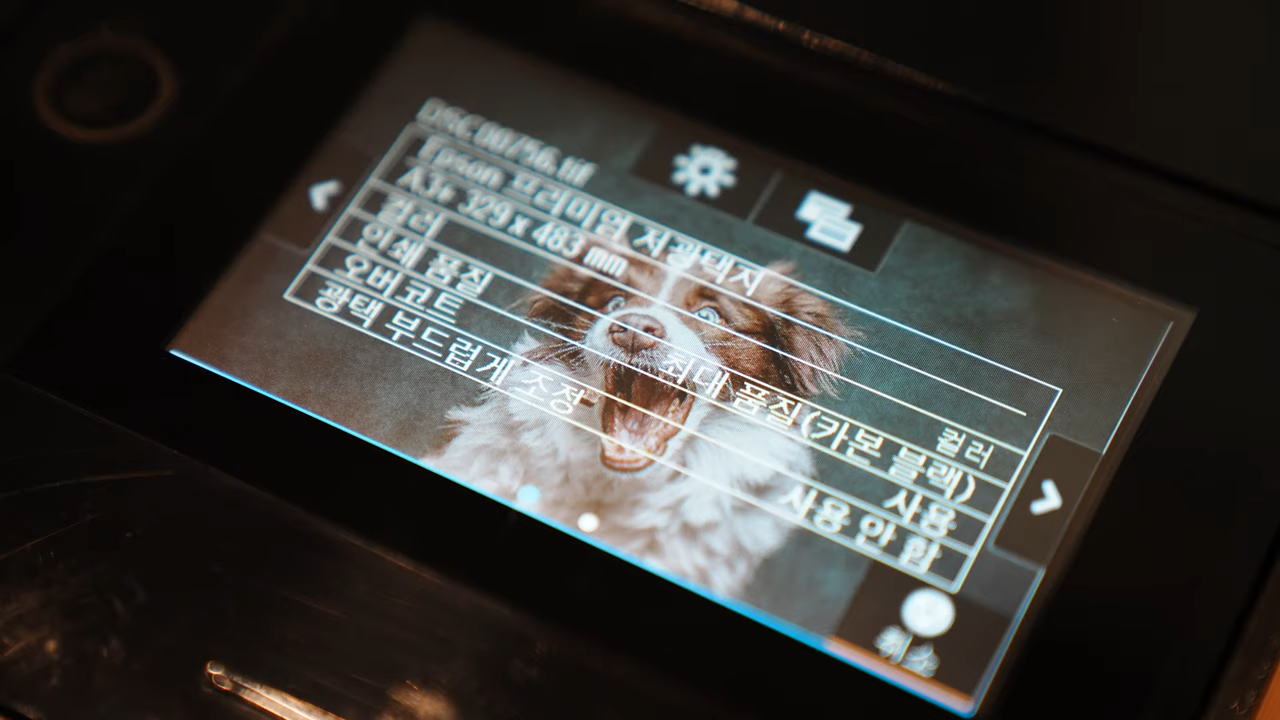 DSC00756.tif
Epson 프리미엄 저광택지
A3+ 329 x 483 mm
컬러 컬러
인쇄 품질 최대 품질(카본 블랙)
오버코트 사용
광택 부드럽게 조정 사용 안 함
취소